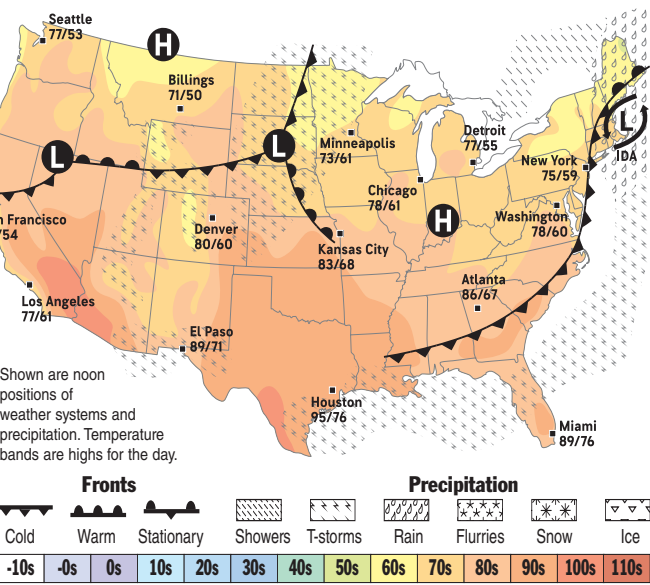 Seattle
77/53
H
Billings
71/50
L
L
Minneapolis
73/61
Detroit
77/55
L
IDA
New York
75/59
Chicago
78/61
H
Washington
78/60
n Francisco
/54
Denver
80/60
Kansas City
83/68
Los Angeles
77/61
Atlanta
86/67
El Paso
89/71
Houston
95/76
Miami
89/76
Shown are noon
positions of
weather systems and
precipitation. Temperature
bands are highs for the day.
Fronts
Precipitation
Cold Warm Stationary Showers T-storms Rain Flurries Snow Ice
-10s -0s 0s 10s 20s 30s 40s 50s 60s 70s 80s 90s 100s 110s